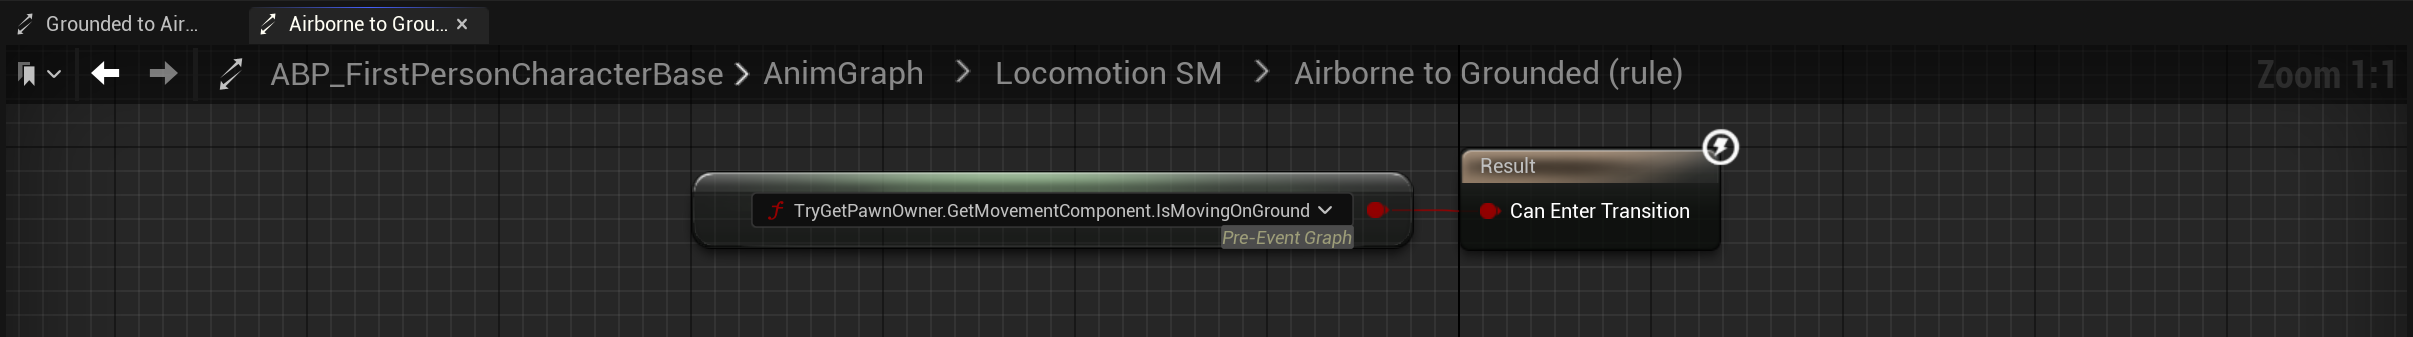 Grounded to Air...
Airborne to Grou... ×
ABP_FirstPersonCharacterBase > AnimGraph > Locomotion SM > Airborne to Grounded (rule)
Zoom 1:1
Result
f TryGetPawnOwner.GetMovementComponent.IsMovingOnGround
Can Enter Transition
Pre-Event Graph